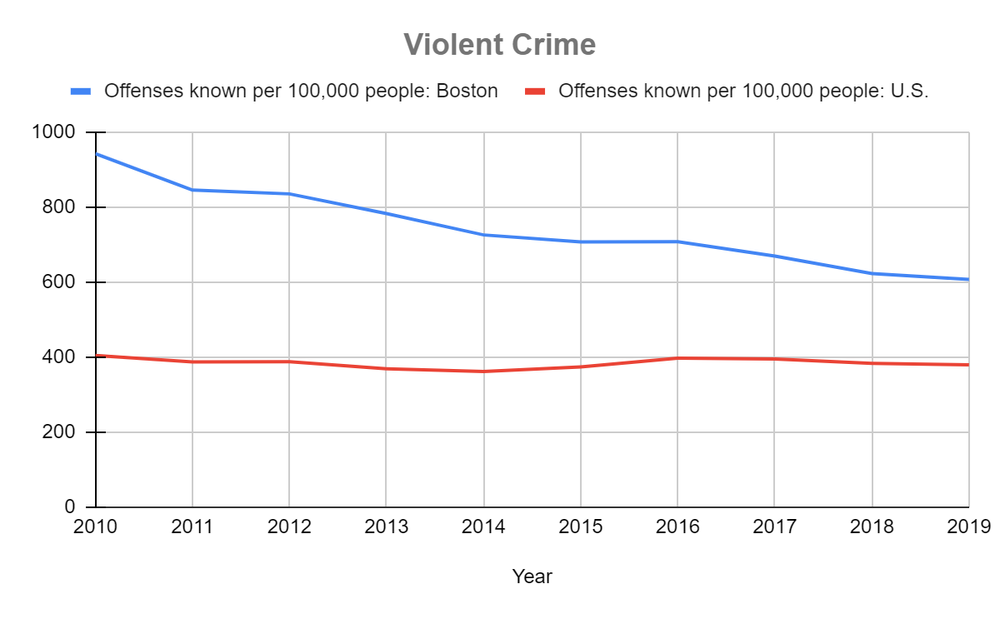 Violent Crime
Offenses known per 100,000 people: Boston Offenses known per 100,000 people: U.S.
1000
800
600
400
200
0
2010 2011 2012 2013 2014 2015 2016 2017 2018 2019
Year